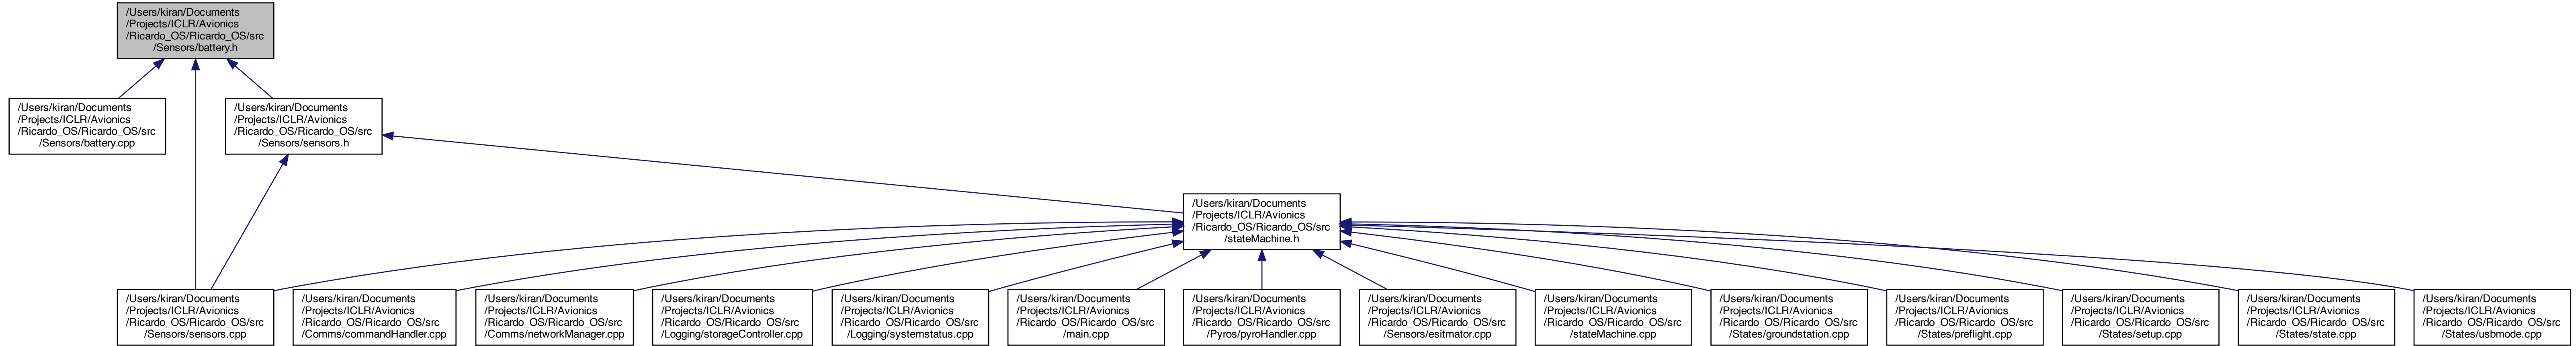 /Users/kiran/Documents
/Projects/ICLR/Avionics
/Ricardo_OS/Ricardo_OS/src
/Sensors/battery.h
/Users/kiran/Documents
/Projects/ICLR/Avionics
/Ricardo_OS/Ricardo_OS/src
/Sensors/battery.cpp
/Users/kiran/Documents
/Projects/ICLR/Avionics
/Ricardo_OS/Ricardo_OS/src
/Sensors/sensors.h
/Users/kiran/Documents
/Projects/ICLR/Avionics
/Ricardo_OS/Ricardo_OS/src
/stateMachine.h
/Users/kiran/Documents
/Projects/ICLR/Avionics
/Ricardo_OS/Ricardo_OS/src
/Sensors/sensors.cpp
/Users/kiran/Documents
/Projects/ICLR/Avionics
/Ricardo_OS/Ricardo_OS/src
/Comms/commandHandler.cpp
/Users/kiran/Documents
/Projects/ICLR/Avionics
/Ricardo_OS/Ricardo_OS/src
/Comms/networkManager.cpp
/Users/kiran/Documents
/Projects/ICLR/Avionics
/Ricardo_OS/Ricardo_OS/src
/Logging/storageController.cpp
/Users/kiran/Documents
/Projects/ICLR/Avionics
/Ricardo_OS/Ricardo_OS/src
/Logging/systemstatus.cpp
/Users/kiran/Documents
/Projects/ICLR/Avionics
/Ricardo_OS/Ricardo_OS/src
/main.cpp
/Users/kiran/Documents
/Projects/ICLR/Avionics
/Ricardo_OS/Ricardo_OS/src
/Pyros/pyroHandler.cpp
/Users/kiran/Documents
/Projects/ICLR/Avionics
/Ricardo_OS/Ricardo_OS/src
/Sensors/esitmator.cpp
/Users/kiran/Documents
/Projects/ICLR/Avionics
/Ricardo_OS/Ricardo_OS/src
/stateMachine.cpp
/Users/kiran/Documents
/Projects/ICLR/Avionics
/Ricardo_OS/Ricardo_OS/src
/States/groundstation.cpp
/Users/kiran/Documents
/Projects/ICLR/Avionics
/Ricardo_OS/Ricardo_OS/src
/States/preflight.cpp
/Users/kiran/Documents
/Projects/ICLR/Avionics
/Ricardo_OS/Ricardo_OS/src
/States/setup.cpp
/Users/kiran/Documents
/Projects/ICLR/Avionics
/Ricardo_OS/Ricardo_OS/src
/States/state.cpp
/Users/kiran/Documents
/Projects/ICLR/Avionics
/Ricardo_OS/Ricardo_OS/src
/States/usbmode.cpp